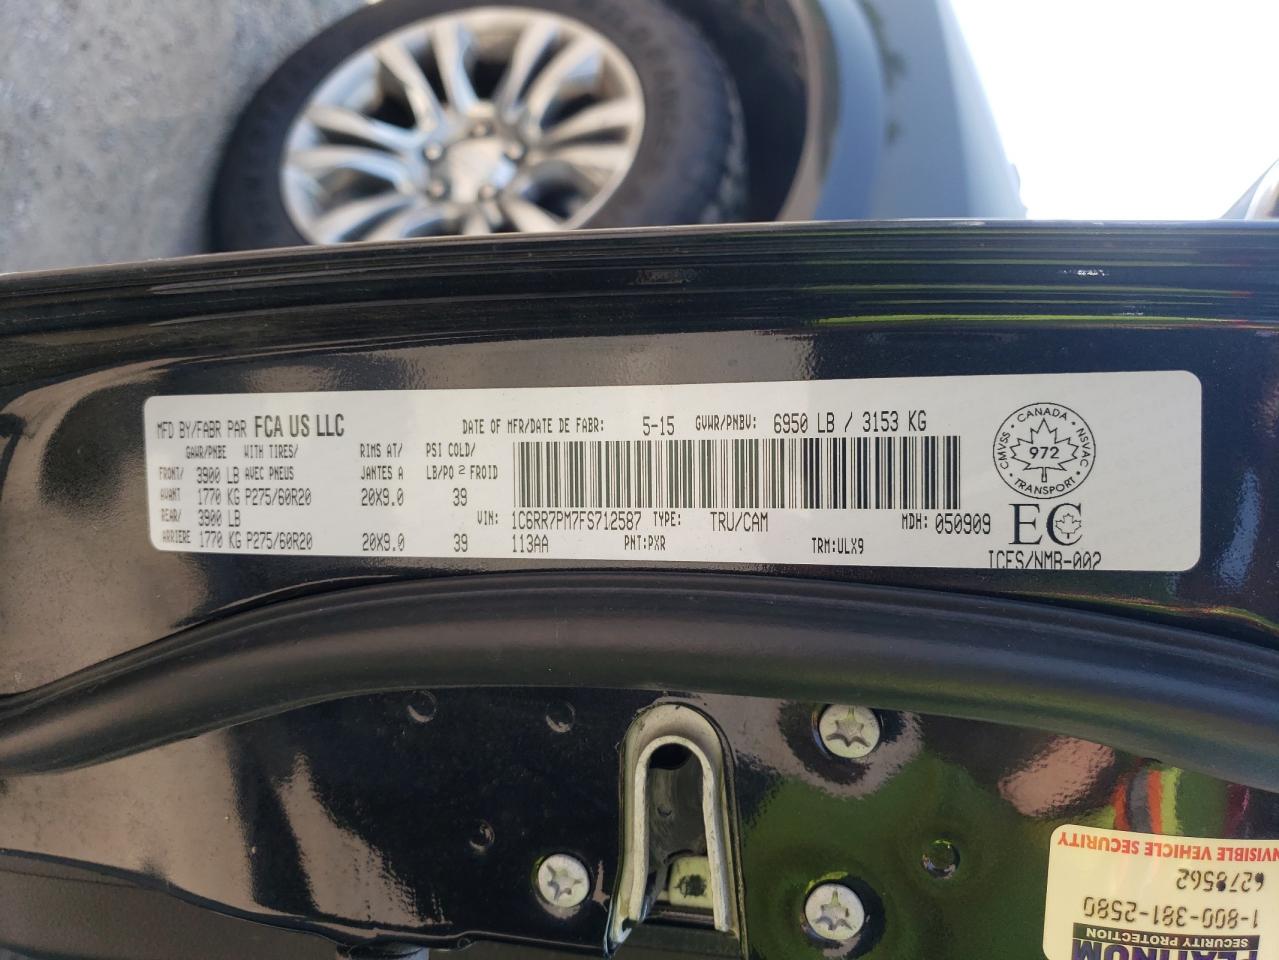 MFD BY/FABR PAR FCA US LLC
DATE OF MFR/DATE DE FABR: 5-15 GVWR/PNBV: 6950 LB / 3153 KG
GAWR/PNBE WITH TIRES/ RIMS AT/ PSI COLD/
FRONT/ 3900 LB AVEC PNEUS JANTES A LB/PO 2 FROID
AVANT 1770 KG P275/60R20 20X9.0 39
REAR/ 3900 LB
ARRIERE 1770 KG P275/60R20 20X9.0 39
VIN: 1C6RR7PM7FS712587 TYPE: TRU/CAM MDH: 050909
113AA PNT:PXR TRM:ULX9
CANADA
CMVSS 972 NSVAC
TRANSPORT
EC
ICES/NMB-002
PLATINUM
SECURITY PROTECTION
1-800-381-2580
INVISIBLE VEHICLE SECURITY